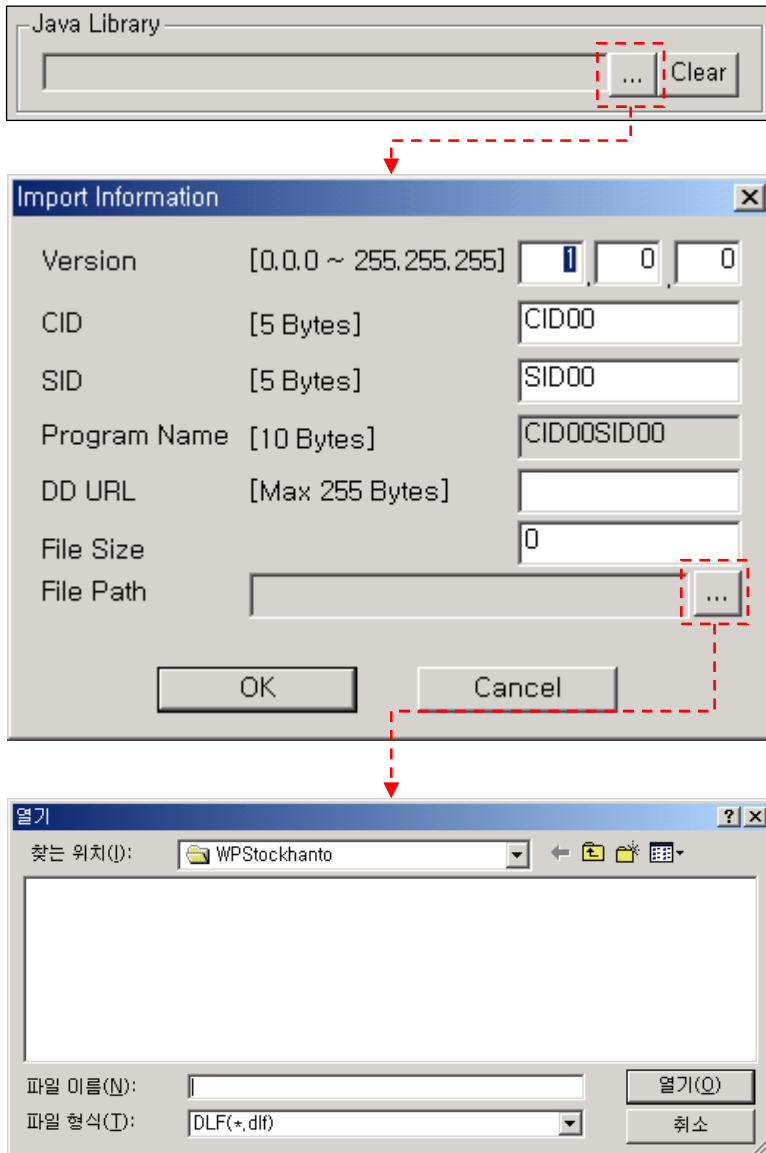 Java Library
... Clear
Import Information
Version [0.0.0 ~ 255.255.255] 1 . 0 . 0
CID [5 Bytes] CID00
SID [5 Bytes] SID00
Program Name [10 Bytes] CID00SID00
DD URL [Max 255 Bytes]
File Size 0
File Path ...
OK Cancel
열기
찾는 위치(I): WPStockhanto
파일 이름(N): 열기(O)
파일 형식(T): DLF(*.dlf) 취소